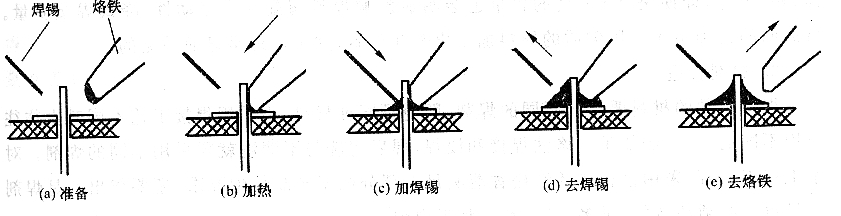 焊锡
烙铁
(a) 准备
(b) 加热
(c) 加焊锡
(d) 去焊锡
(e) 去烙铁